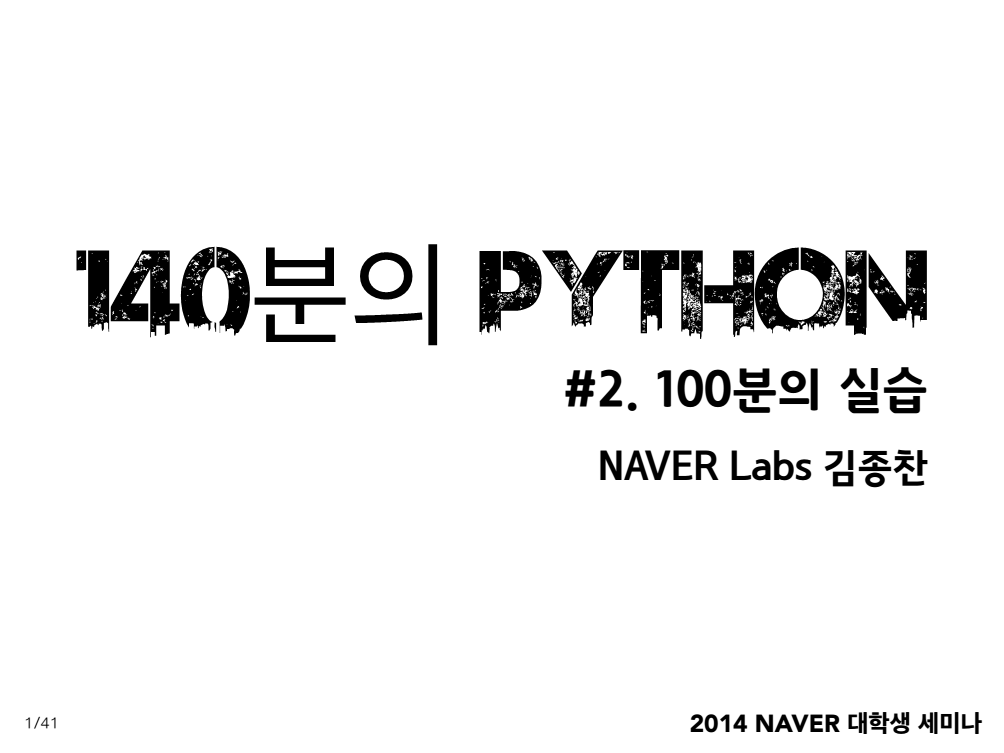 140분의 PYTHON
#2. 100분의 실습
NAVER Labs 김종찬
1/41
2014 NAVER 대학생 세미나